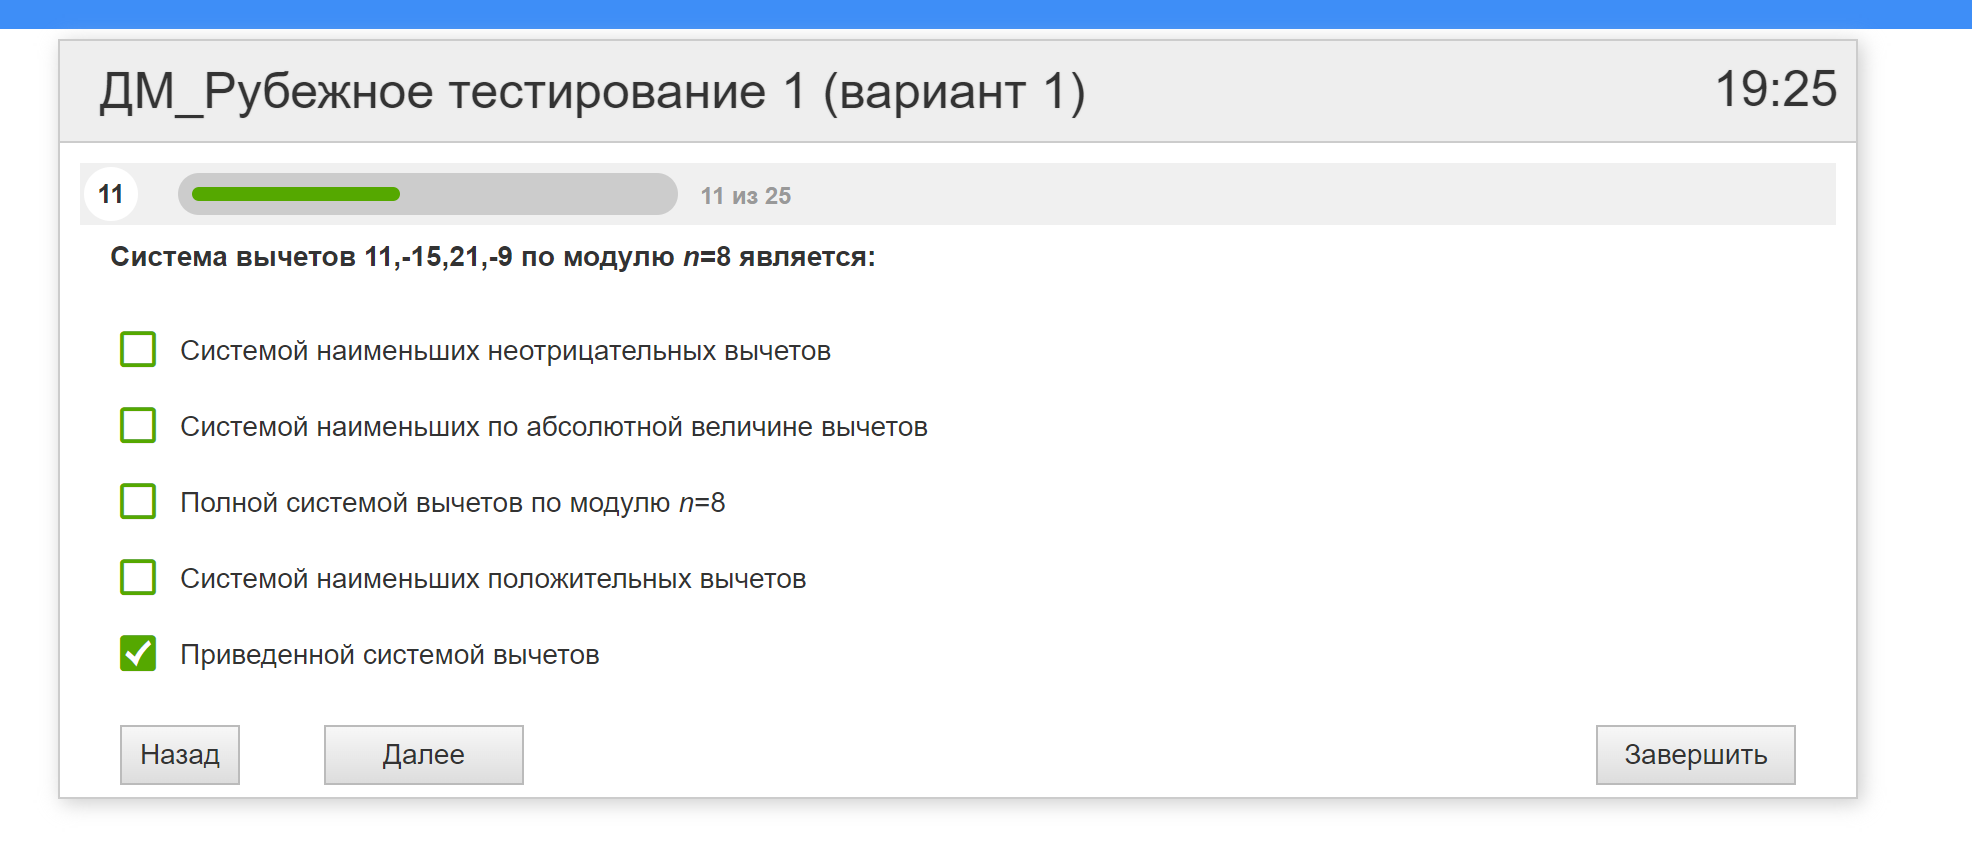 ДМ_Рубежное тестирование 1 (вариант 1)
19:25
11
11 из 25
Система вычетов 11,-15,21,-9 по модулю n=8 является:
Системой наименьших неотрицательных вычетов
Системой наименьших по абсолютной величине вычетов
Полной системой вычетов по модулю n=8
Системой наименьших положительных вычетов
Приведенной системой вычетов
Назад
Далее
Завершить